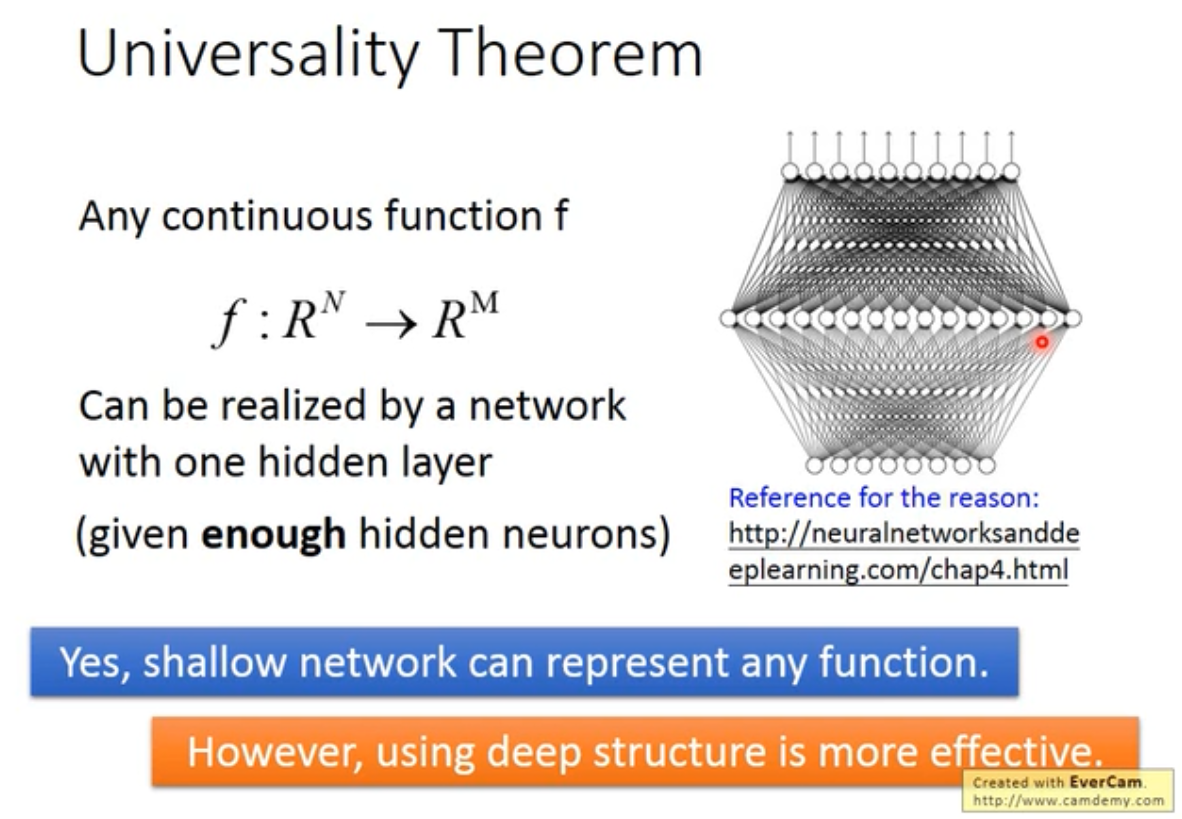 Universality Theorem
Any continuous function f
f : R^N → R^M
Can be realized by a network
with one hidden layer
(given enough hidden neurons)
Reference for the reason:
http://neuralnetworksandde
eplearning.com/chap4.html
Yes, shallow network can represent any function.
However, using deep structure is more effective.
Created with EverCam.
http://www.camdemy.com